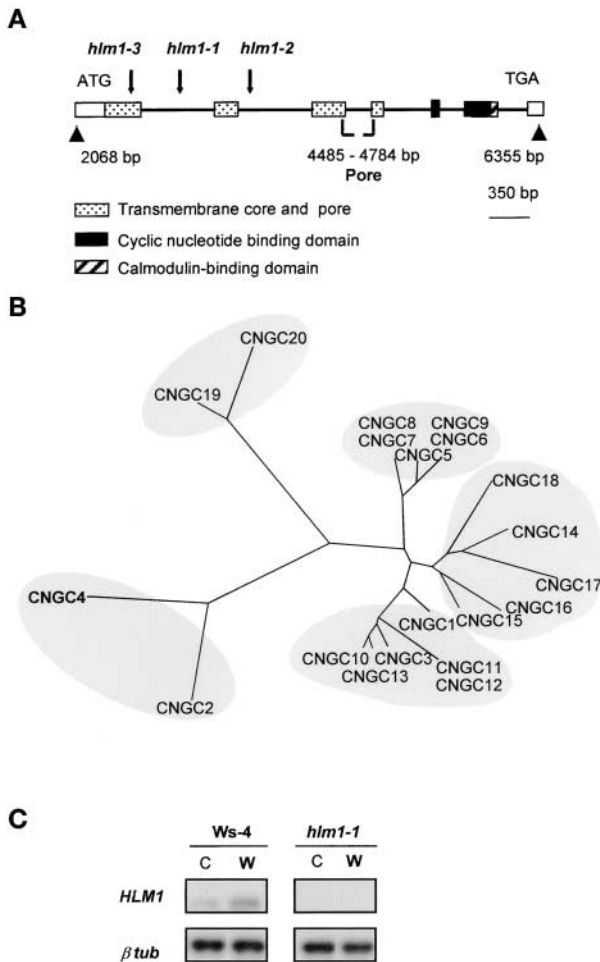 A
hlm1-3 hlm1-1 hlm1-2
ATG TGA
2068 bp 4485 - 4784 bp 6355 bp
Pore
350 bp
Transmembrane core and pore
Cyclic nucleotide binding domain
Calmodulin-binding domain
B
CNGC20
CNGC19
CNGC8 CNGC9
CNGC7 CNGC6
CNGC5
CNGC18
CNGC14
CNGC17
CNGC16
CNGC15
CNGC1
CNGC4
CNGC10 CNGC3 CNGC11
CNGC13 CNGC12
CNGC2
C
Ws-4 hlm1-1
C W C W
HLM1
β tub